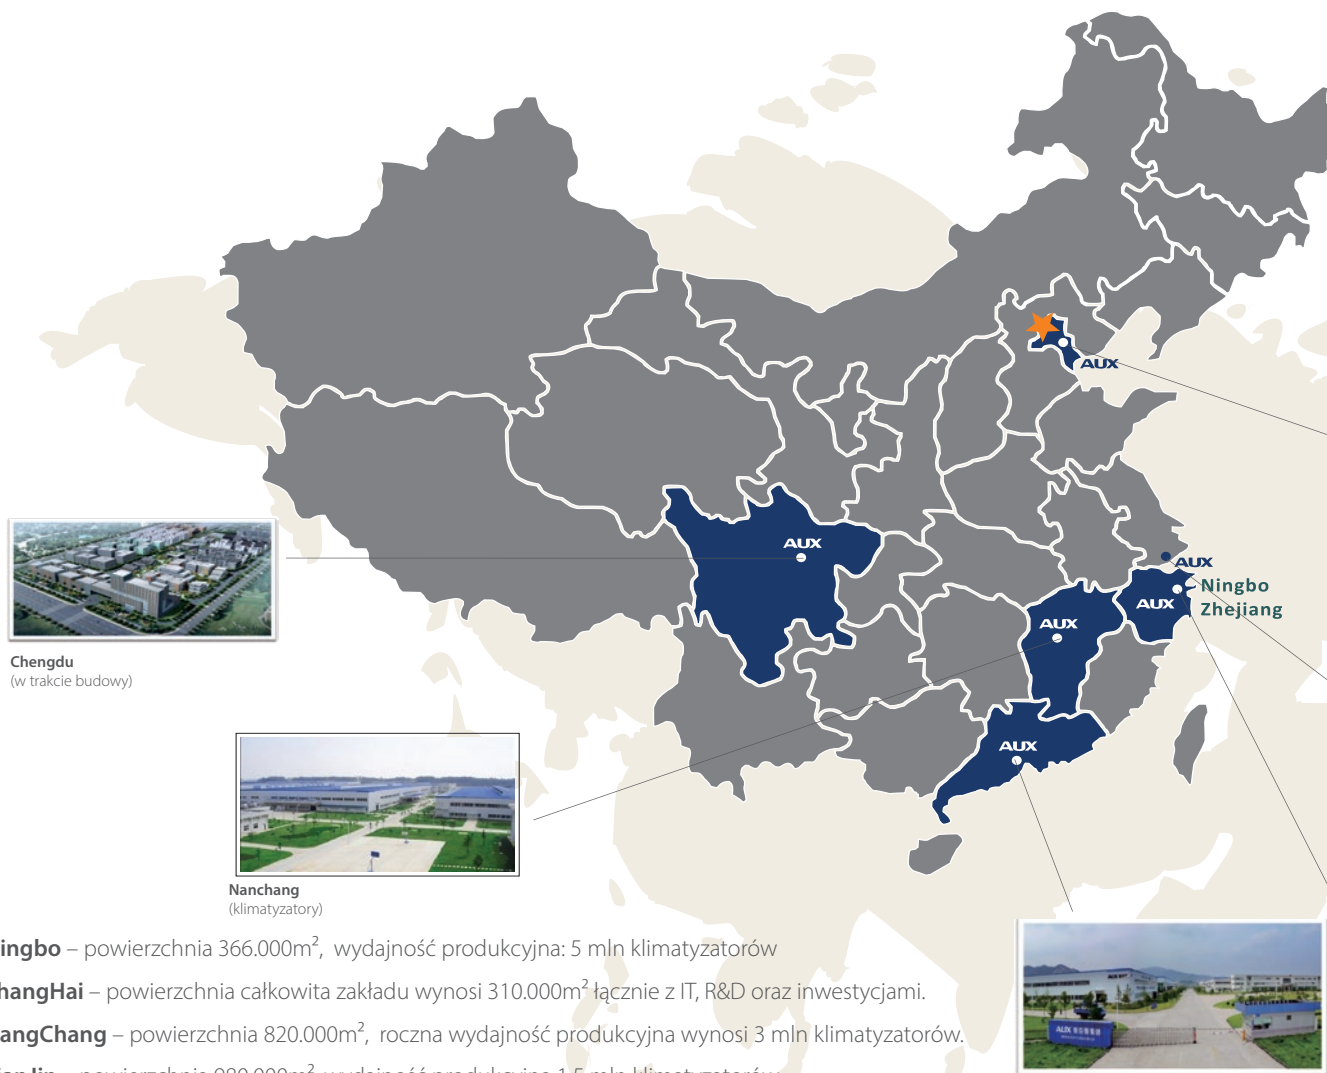 AUX
AUX
AUX
Ningbo
AUX
Zhejiang
AUX
Chengdu
(w trakcie budowy)
AUX
Nanchang
(klimatyzatory)
ingbo – powierzchnia 366.000m², wydajność produkcyjna: 5 mln klimatyzatorów
hangHai – powierzchnia całkowita zakładu wynosi 310.000m² łącznie z IT, R&D oraz inwestycjami.
angChang – powierzchnia 820.000m², roczna wydajność produkcyjna wynosi 3 mln klimatyzatorów.
AUX